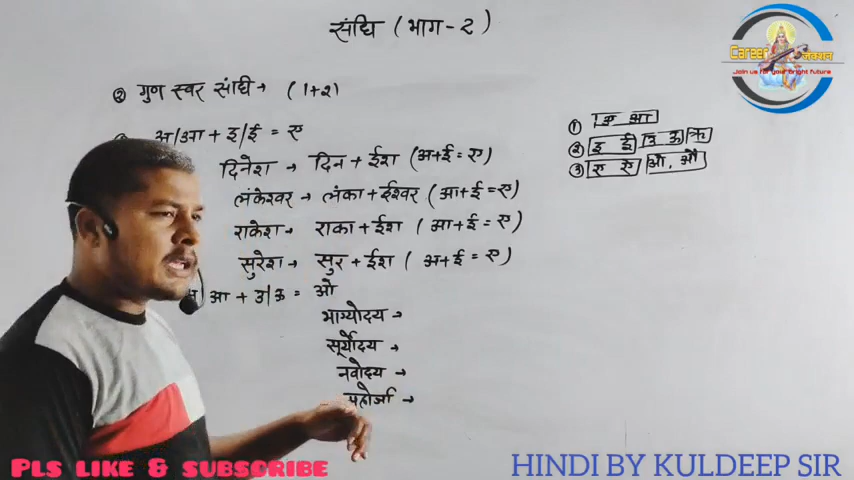 संधि (भाग-2)
② गुण स्वर संधि → (1+2)
अ/आ + इ/ई = ए
दिनेश → दिन + ईश (अ+ई = ए)
लंकेश्वर → लंका + ईश्वर (आ+ई = ए)
राकेश → राका + ईश (आ+ई = ए)
सुरेश → सुर + ईश (अ+ई = ए)
आ + उ/ऊ = ओ
भाग्योदय →
सूर्योदय →
नवोदय →
→
① अ आ
② इ ई उ ऊ ऋ
③ ए ऐ ओ, औ
Career
Join us for your bright future
PLS LIKE & SUBSCRIBE
HINDI BY KULDEEP SIR